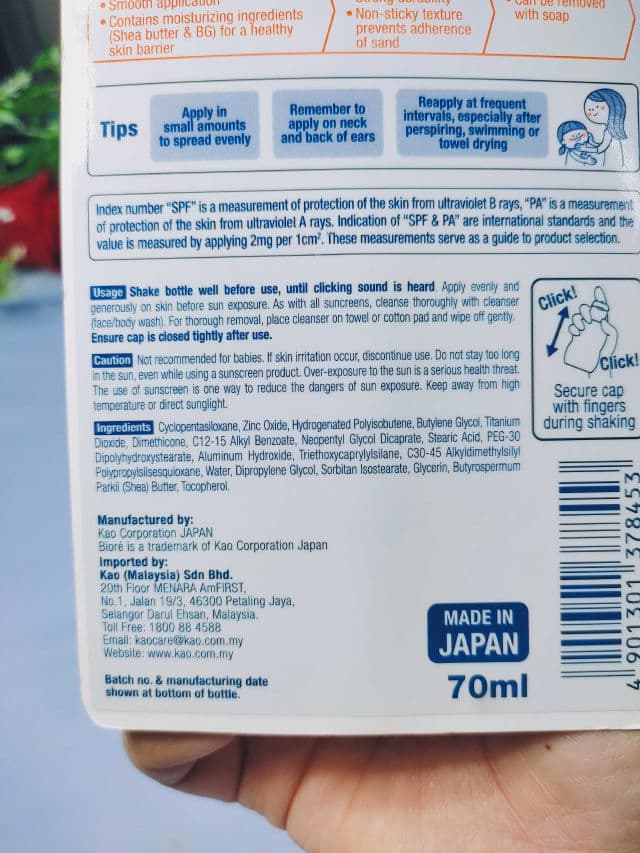 • Smooth application
• Contains moisturizing ingredients
(Shea butter & BG) for a healthy
skin barrier
• Non-sticky texture
prevents adherence
of sand
be removed
with soap
Tips
Apply in
small amounts
to spread evenly
Remember to
apply on neck
and back of ears
Reapply at frequent
intervals, especially after
perspiring, swimming or
towel drying
Index number “SPF” is a measurement of protection of the skin from ultraviolet B rays, “PA” is a measurement
of protection of the skin from ultraviolet A rays. Indication of “SPF & PA” are international standards and the
value is measured by applying 2mg per 1cm². These measurements serve as a guide to product selection.
Usage Shake bottle well before use, until clicking sound is heard. Apply evenly and
generously on skin before sun exposure. As with all suncreens, cleanse thoroughly with cleanser
(face/body wash). For thorough removal, place cleanser on towel or cotton pad and wipe off gently.
Ensure cap is closed tightly after use.
Caution Not recommended for babies. If skin irritation occur, discontinue use. Do not stay too long
in the sun, even while using a sunscreen product. Over-exposure to the sun is a serious health threat.
The use of sunscreen is one way to reduce the dangers of sun exposure. Keep away from high
temperature or direct sunglight.
Ingredients Cyclopentasiloxane, Zinc Oxide, Hydrogenated Polyisobutene, Butylene Glycol, Titanium
Dioxide, Dimethicone, C12-15 Alkyl Benzoate, Neopentyl Glycol Dicaprate, Stearic Acid, PEG-30
Dipolyhydroxystearate, Aluminum Hydroxide, Triethoxycaprylylsilane, C30-45 Alkyldimethylsilyl
Polypropylsilsesquioxane, Water, Dipropylene Glycol, Sorbitan Isostearate, Glycerin, Butyrospermum
Parkii (Shea) Butter, Tocopherol.
Click!
Click!
Secure cap
with fingers
during shaking
Manufactured by:
Kao Corporation JAPAN
Bioré is a trademark of Kao Corporation Japan
Imported by:
Kao (Malaysia) Sdn Bhd.
20th Floor MENARA AmFIRST,
No.1, Jalan 19/3, 46300 Petaling Jaya,
Selangor Darul Ehsan, Malaysia.
Toll Free: 1800 88 4588
Email: kaocare@kao.com.my
Website: www.kao.com.my
Batch no. & manufacturing date
shown at bottom of bottle.
MADE IN
JAPAN
70ml
4 901301 378453